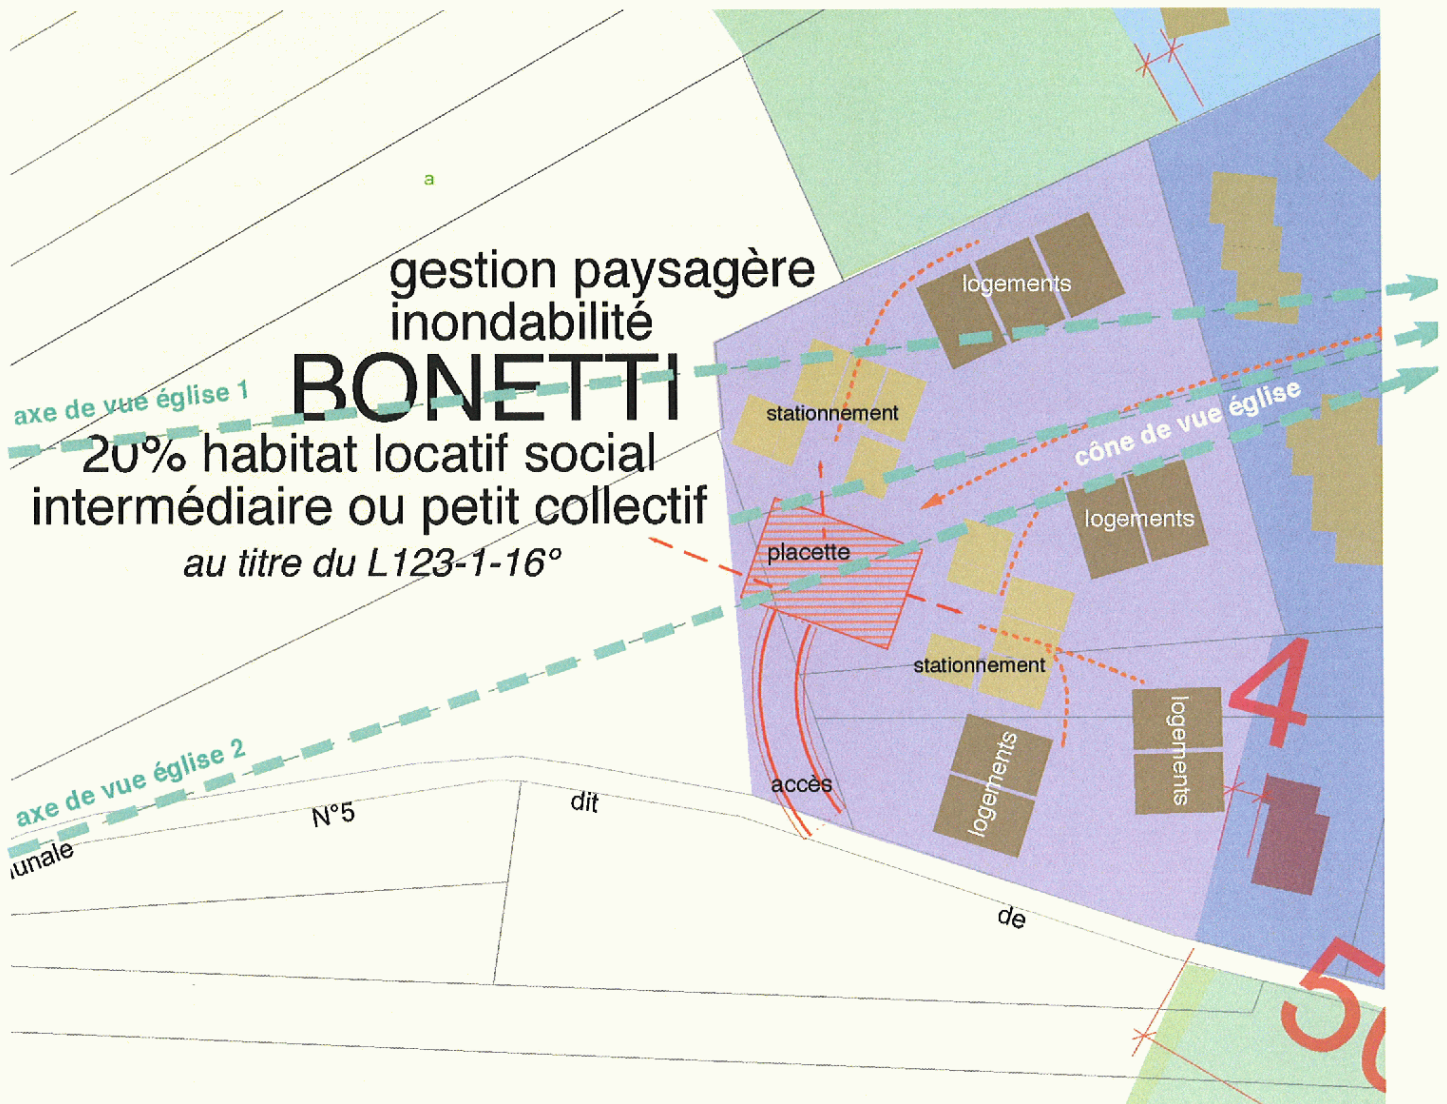 a
gestion paysagère
inondabilité
BONETTI
axe de vue église 1
20% habitat locatif social
intermédiaire ou petit collectif
au titre du L123-1-16°
logements
stationnement
cône de vue église
logements
placette
stationnement
4
logements
logements
axe de vue église 2
accès
N°5
dit
unale
de
50